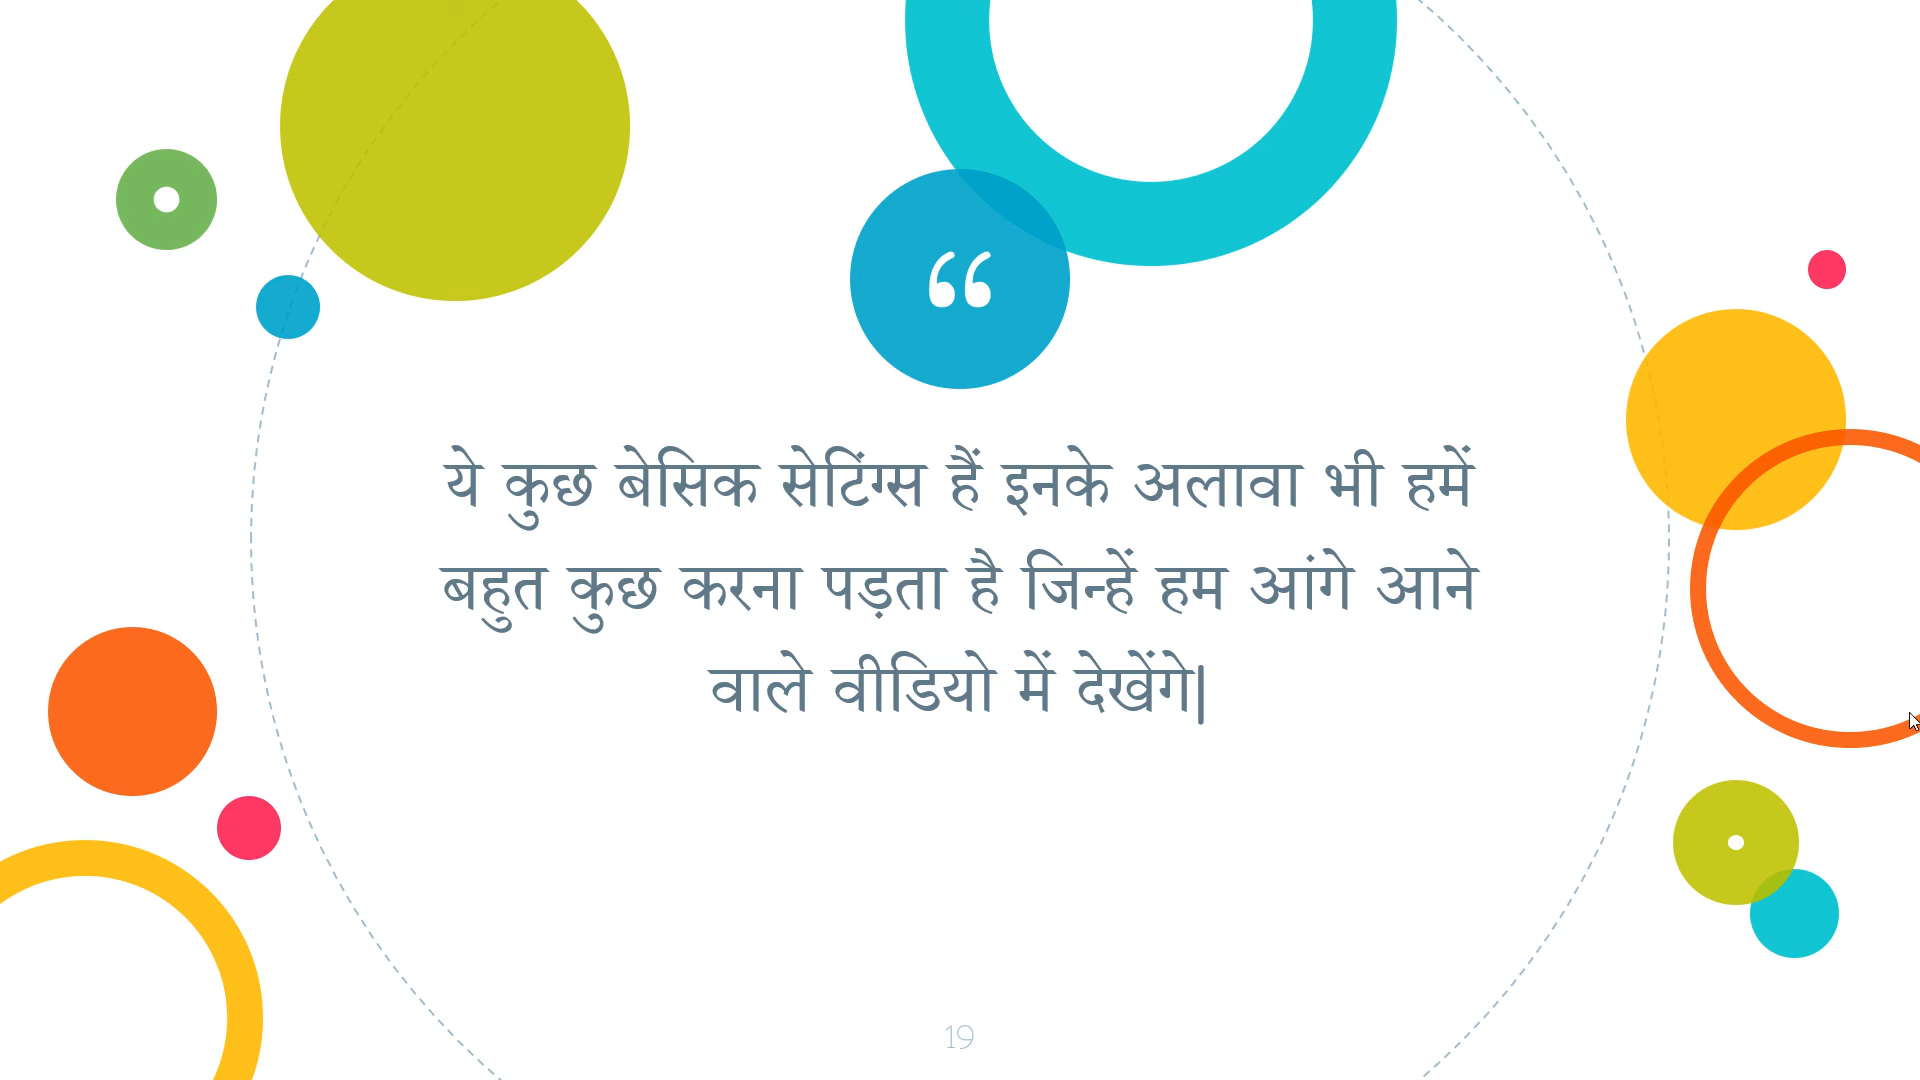 “
ये कुछ बेसिक सेटिंग्स हैं इनके अलावा भी हमें
बहुत कुछ करना पड़ता है जिन्हें हम आंगे आने
वाले वीडियो में देखेंगे|
19